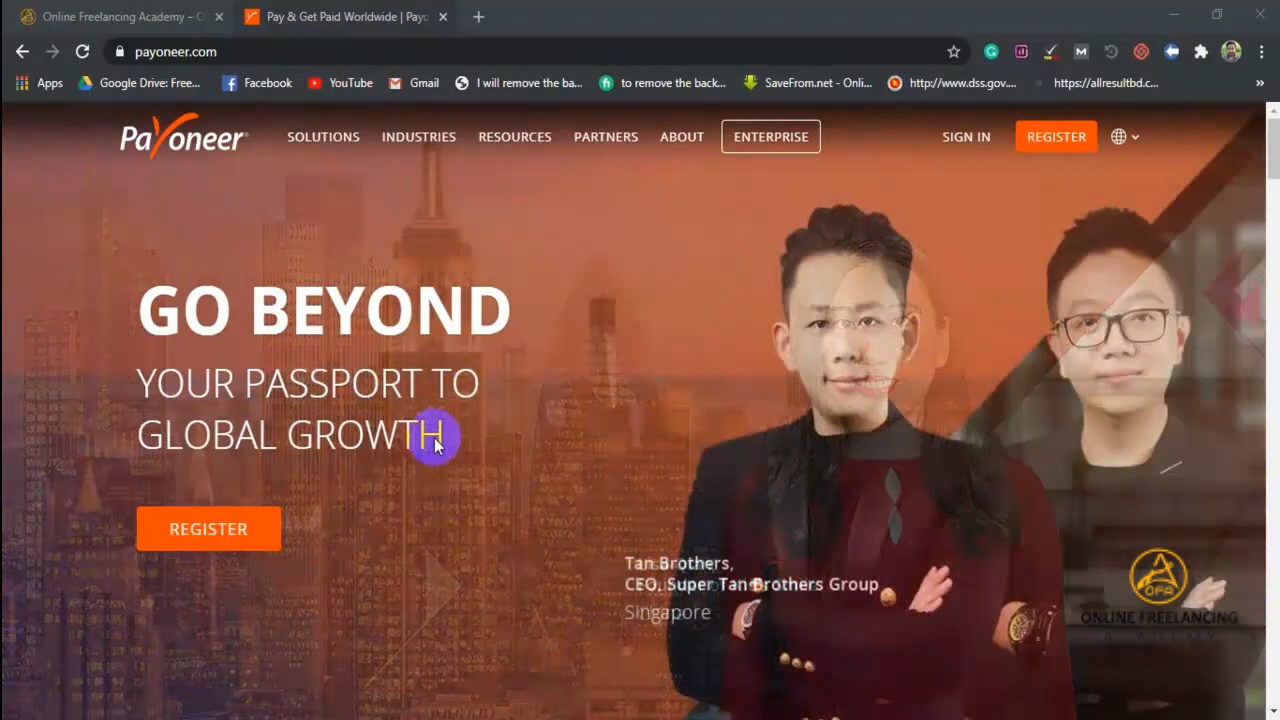 Online Freelancing Academy – O
Pay & Get Paid Worldwide | Payo
payoneer.com
Apps
Google Drive: Free...
Facebook
YouTube
Gmail
I will remove the ba...
to remove the back...
SaveFrom.net - Onli...
http://www.dss.gov....
https://allresultbd.c...
»
Payoneer
SOLUTIONS
INDUSTRIES
RESOURCES
PARTNERS
ABOUT
ENTERPRISE
SIGN IN
REGISTER
GO BEYOND
YOUR PASSPORT TO
GLOBAL GROWTH
REGISTER
Tan Brothers,
CEO, Super Tan Brothers Group
Singapore
OFA
ONLINE FREELANCING
ACADEMY